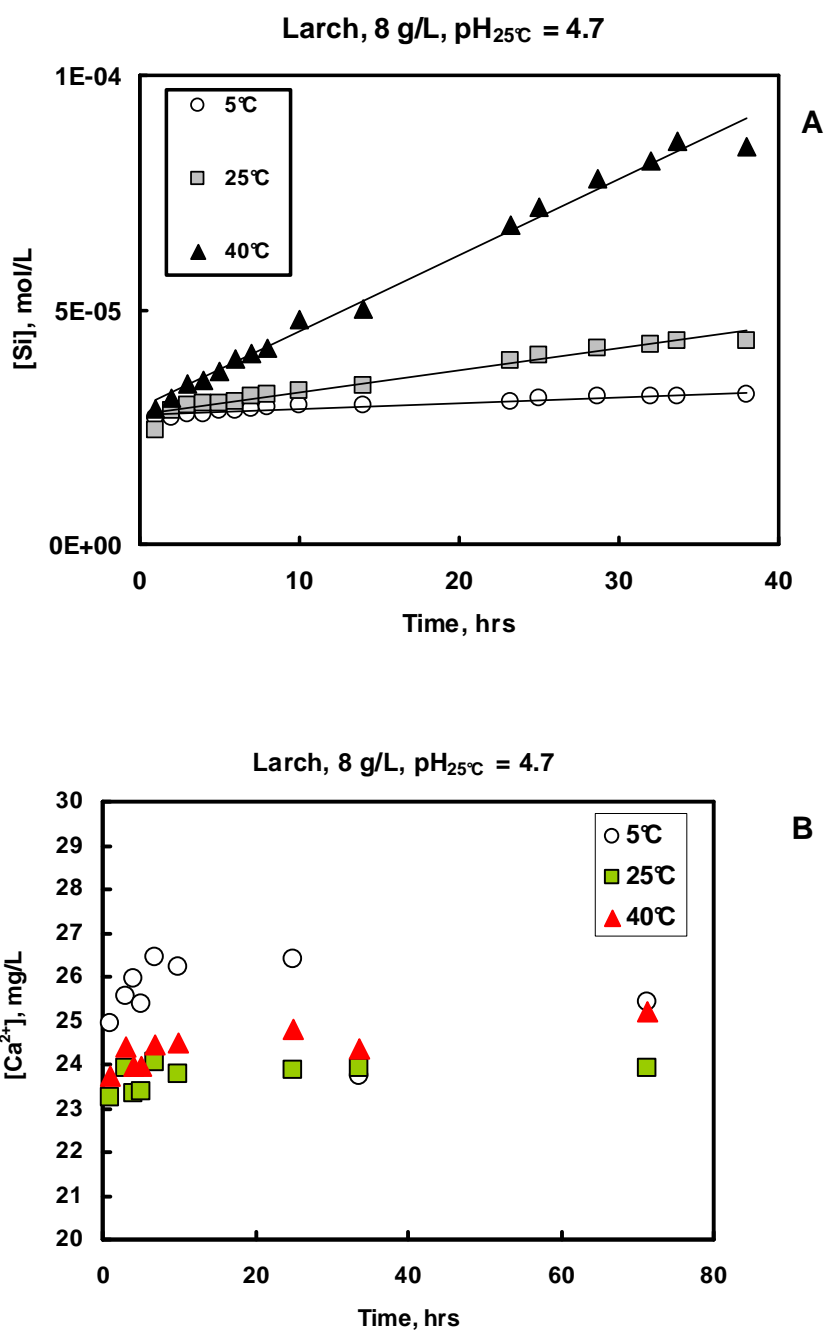 Larch, 8 g/L, pH25℃ = 4.7
1E-04
A
5℃
25℃
40℃
5E-05
[Si], mol/L
0E+00
0 10 20 30 40
Time, hrs
Larch, 8 g/L, pH25℃ = 4.7
30
B
5℃
29
25℃
28
40℃
27
26
25
[Ca2+], mg/L
24
23
22
21
20
0 20 40 60 80
Time, hrs